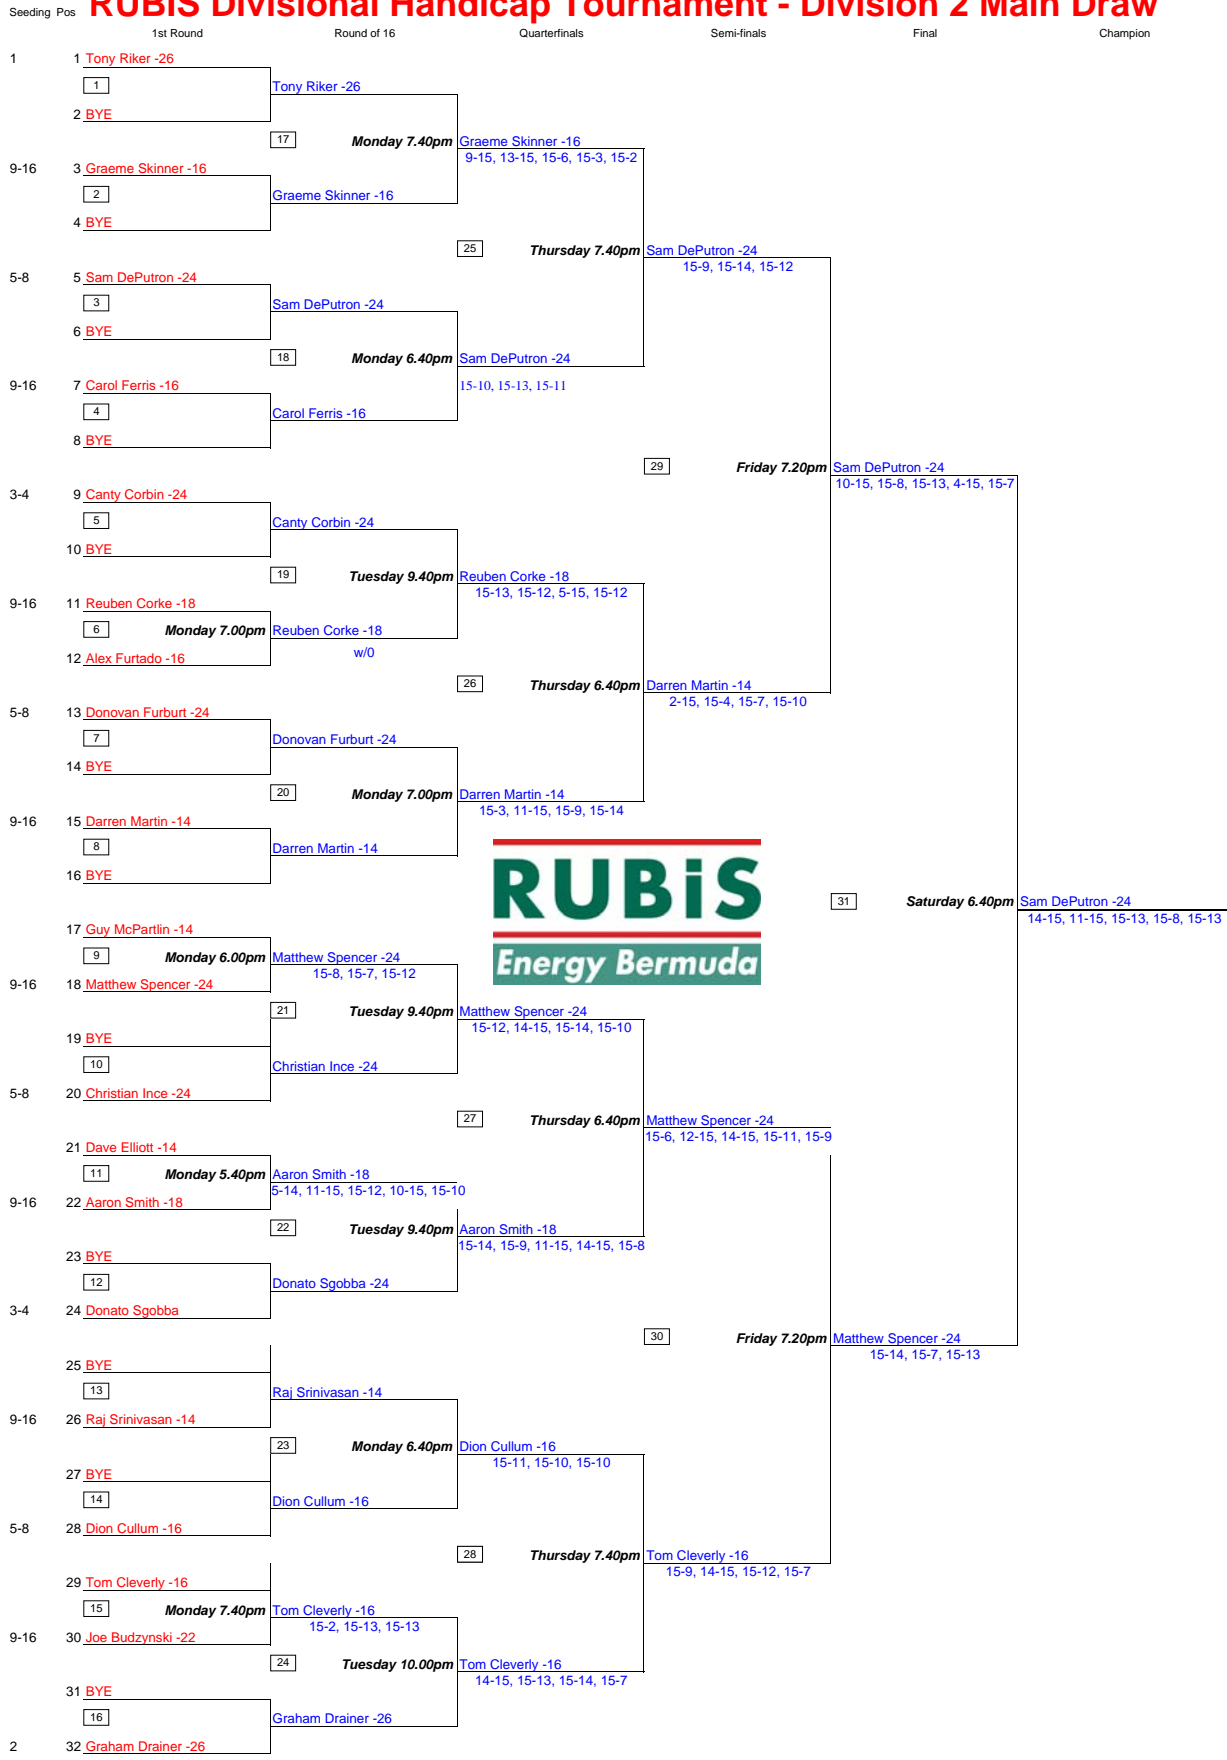 RUBiS Divisional Handicap Tournament - Division 2 Main Draw
Seeding Pos
1st Round Round of 16 Quarterfinals Semi-finals Final Champion
1 1 Tony Riker -26
1 Tony Riker -26
2 BYE
17 Monday 7.40pm Graeme Skinner -16
9-15, 13-15, 15-6, 15-3, 15-2
9-16 3 Graeme Skinner -16
2 Graeme Skinner -16
4 BYE
25 Thursday 7.40pm Sam DePutron -24
15-9, 15-14, 15-12
5-8 5 Sam DePutron -24
3 Sam DePutron -24
6 BYE
18 Monday 6.40pm Sam DePutron -24
9-16 7 Carol Ferris -16 15-10, 15-13, 15-11
4 Carol Ferris -16
8 BYE
29 Friday 7.20pm Sam DePutron -24
10-15, 15-8, 15-13, 4-15, 15-7
3-4 9 Canty Corbin -24
5 Canty Corbin -24
10 BYE
19 Tuesday 9.40pm Reuben Corke -18
15-13, 15-12, 5-15, 15-12
9-16 11 Reuben Corke -18
6 Monday 7.00pm Reuben Corke -18
w/0
12 Alex Furtado -16
26 Thursday 6.40pm Darren Martin -14
2-15, 15-4, 15-7, 15-10
5-8 13 Donovan Furburt -24
7 Donovan Furburt -24
14 BYE
20 Monday 7.00pm Darren Martin -14
15-3, 11-15, 15-9, 15-14
9-16 15 Darren Martin -14
8 Darren Martin -14
16 BYE
RUBiS
Energy Bermuda
31 Saturday 6.40pm Sam DePutron -24
14-15, 11-15, 15-13, 15-8, 15-13
17 Guy McPartlin -14
9 Monday 6.00pm Matthew Spencer -24
15-8, 15-7, 15-12
9-16 18 Matthew Spencer -24
21 Tuesday 9.40pm Matthew Spencer -24
15-12, 14-15, 15-14, 15-10
19 BYE
10 Christian Ince -24
5-8 20 Christian Ince -24
27 Thursday 6.40pm Matthew Spencer -24
15-6, 12-15, 14-15, 15-11, 15-9
21 Dave Elliott -14
11 Monday 5.40pm Aaron Smith -18
5-14, 11-15, 15-12, 10-15, 15-10
9-16 22 Aaron Smith -18
22 Tuesday 9.40pm Aaron Smith -18
15-14, 15-9, 11-15, 14-15, 15-8
23 BYE
12 Donato Sgobba -24
3-4 24 Donato Sgobba
30 Friday 7.20pm Matthew Spencer -24
15-14, 15-7, 15-13
25 BYE
13 Raj Srinivasan -14
9-16 26 Raj Srinivasan -14
23 Monday 6.40pm Dion Cullum -16
15-11, 15-10, 15-10
27 BYE
14 Dion Cullum -16
5-8 28 Dion Cullum -16
28 Thursday 7.40pm Tom Cleverly -16
15-9, 14-15, 15-12, 15-7
29 Tom Cleverly -16
15 Monday 7.40pm Tom Cleverly -16
15-2, 15-13, 15-13
9-16 30 Joe Budzynski -22
24 Tuesday 10.00pm Tom Cleverly -16
14-15, 15-13, 15-14, 15-7
31 BYE
16 Graham Drainer -26
2 32 Graham Drainer -26